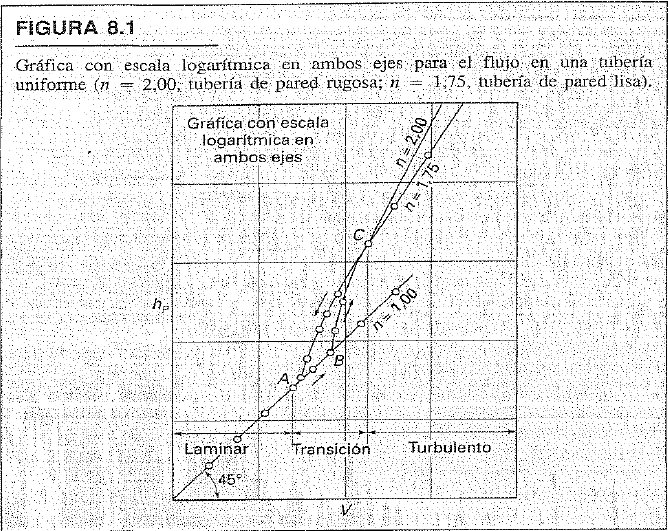 FIGURA 8.1
Gráfica con escala logarítmica en ambos ejes para el flujo en una tubería
uniforme (n = 2,00, tubería de pared rugosa; n = 1,75, tubería de pared lisa).
Gráfica con escala
logarítmica en
ambos ejes
n = 2,00
n = 1,75
C
hp
n = 1,00
B
A
Laminar
Transición
Turbulento
45°
V